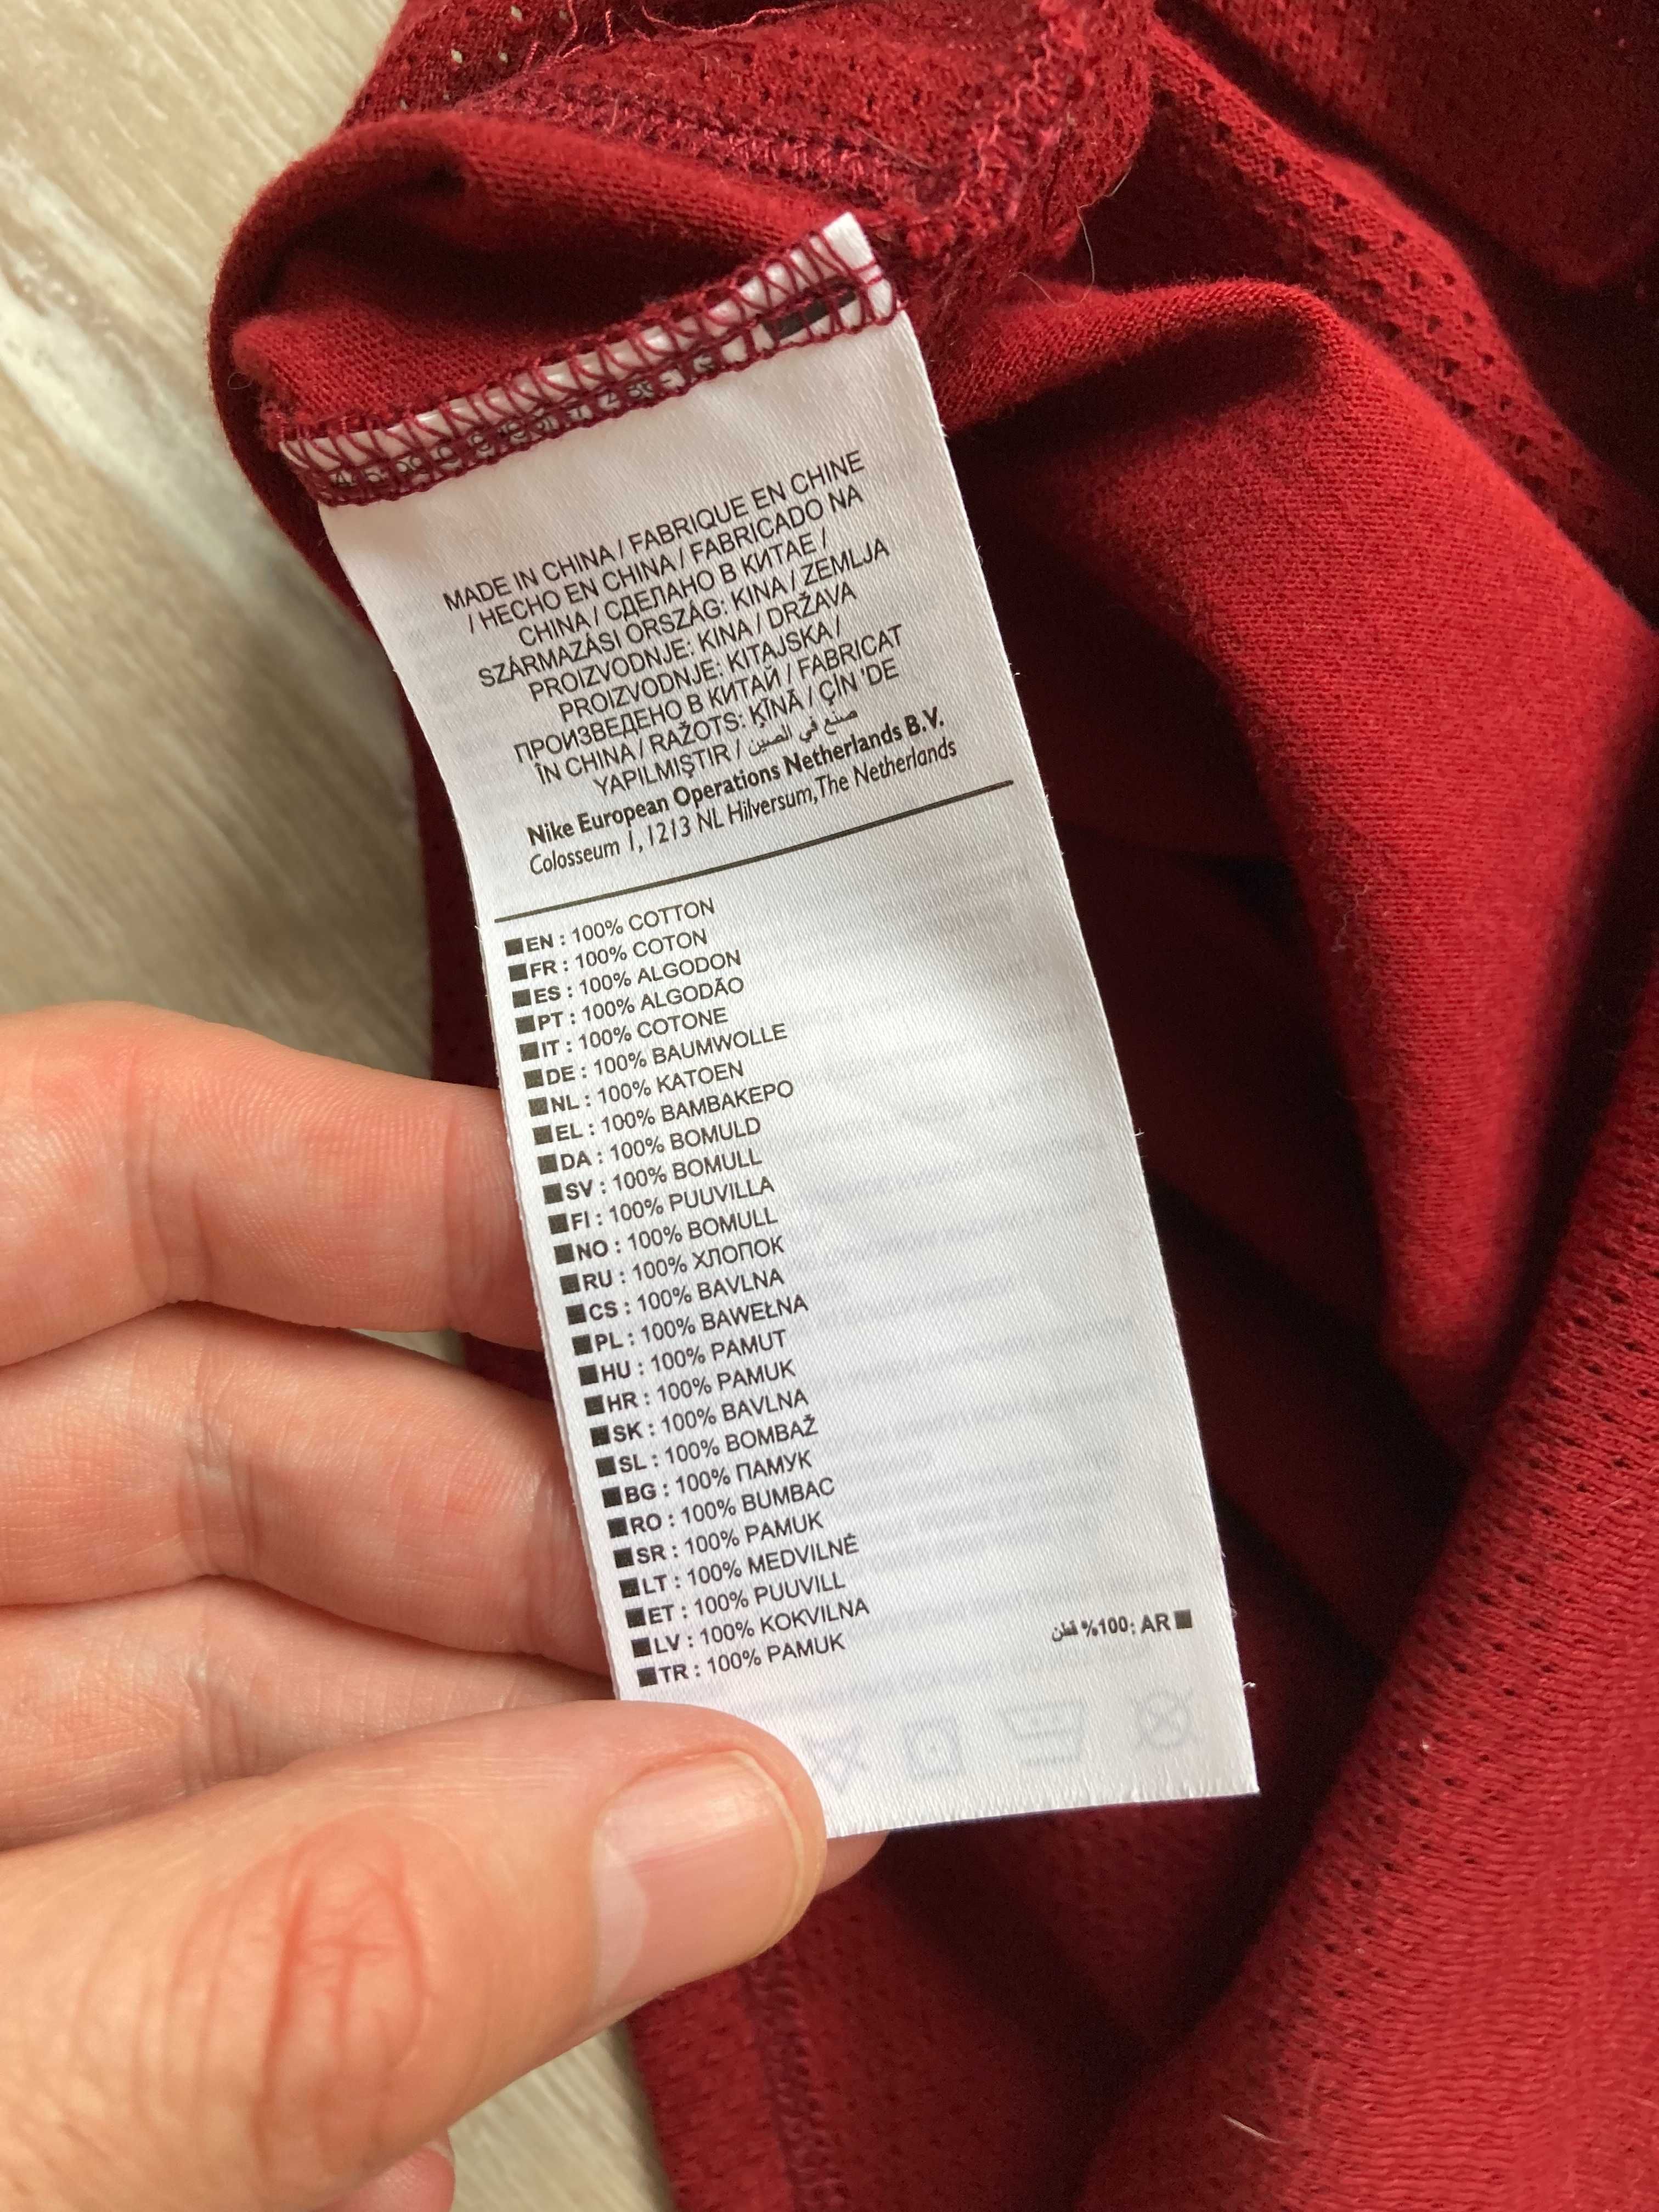 MADE IN CHINA / FABRIQUE EN CHINE
/ HECHO EN CHINA / FABRICADO NA
CHINA / СДЕЛАНО В КИТАЕ /
SZÁRMAZÁSI ORSZÁG: KINA / ZEMLJA
PROIZVODNJE: KINA / DRŽAVA
PROIZVODNJE: KITAJSKA /
ПРОИЗВЕДЕНО В КИТАЙ / FABRICAT
ÎN CHINA / RAŽOTS: ĶĪNĀ / ÇİN 'DE
YAPILMIŞTIR / صنع في الصين
Nike European Operations Netherlands B.V.
Colosseum 1, 1213 NL Hilversum, The Netherlands
EN : 100% COTTON
FR : 100% COTON
ES : 100% ALGODON
PT : 100% ALGODÃO
IT : 100% COTONE
DE : 100% BAUMWOLLE
NL : 100% KATOEN
EL : 100% ΒΑΜΒΑΚΕΡΟ
DA : 100% BOMULD
SV : 100% BOMULL
FI : 100% PUUVILLA
NO : 100% BOMULL
RU : 100% ХЛОПОК
CS : 100% BAVLNA
PL : 100% BAWEŁNA
HU : 100% PAMUT
HR : 100% PAMUK
SK : 100% BAVLNA
SL : 100% BOMBAŽ
BG : 100% ПАМУК
RO : 100% BUMBAC
SR : 100% PAMUK
LT : 100% MEDVILNĖ
ET : 100% PUUVILL
LV : 100% KOKVILNA
TR : 100% PAMUK
قطن %100: AR